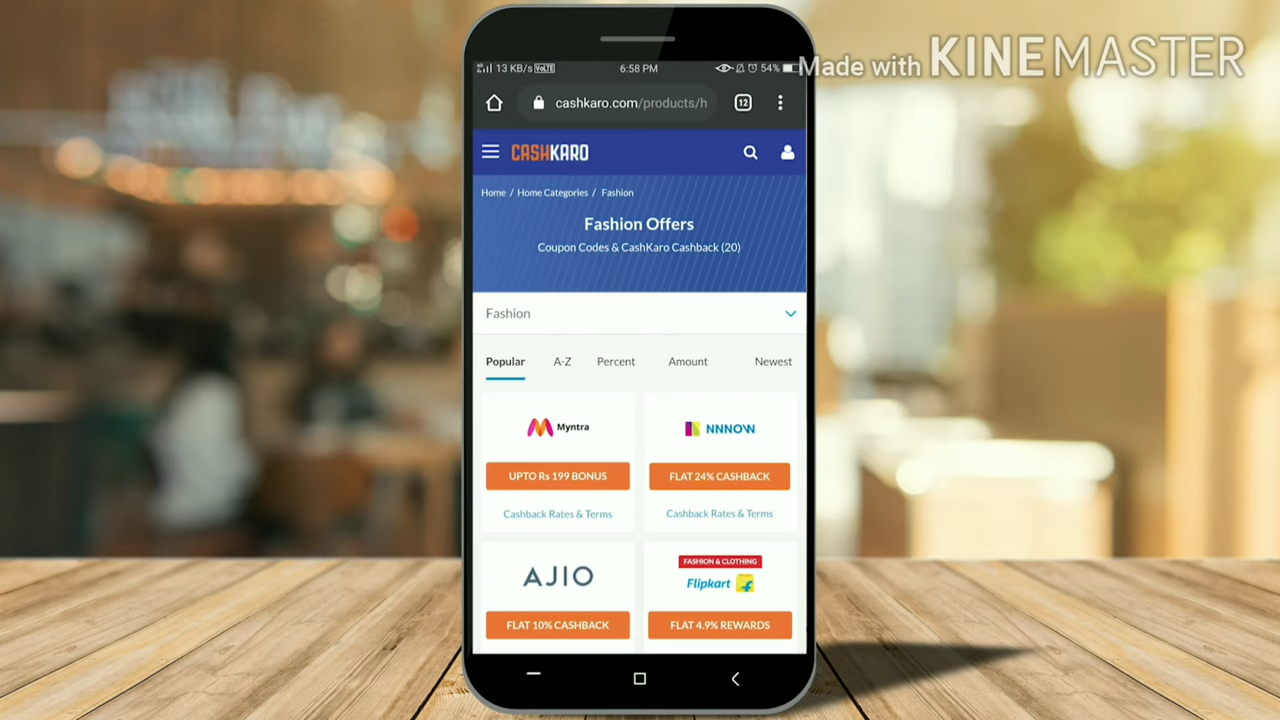 13 KB/s VoLTE 6:58 PM 54%
Made with KINEMASTER
cashkaro.com/products/h 12
CASHKARO
Home / Home Categories / Fashion
Fashion Offers
Coupon Codes & CashKaro Cashback (20)
Fashion
Popular A-Z Percent Amount Newest
Myntra NNNOW
UPTO Rs 199 BONUS FLAT 24% CASHBACK
Cashback Rates & Terms Cashback Rates & Terms
FASHION & CLOTHING
AJIO Flipkart
FLAT 10% CASHBACK FLAT 4.9% REWARDS